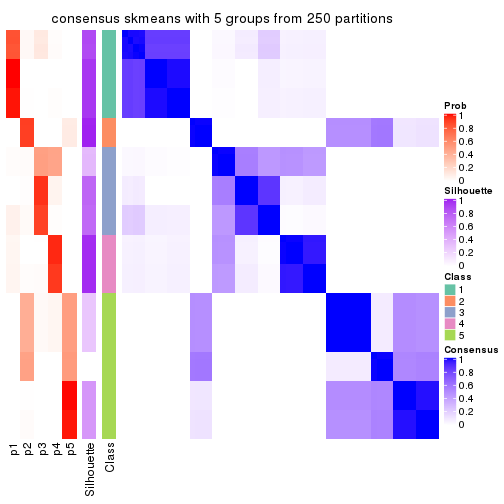 consensus skmeans with 5 groups from 250 partitions
Prob
1
0.8
0.6
0.4
0.2
0
Silhouette
1
0.8
0.6
0.4
0.2
0
Class
1
2
3
4
5
Consensus
1
0.8
0.6
0.4
0.2
0
p1
p2
p3
p4
p5
Silhouette
Class